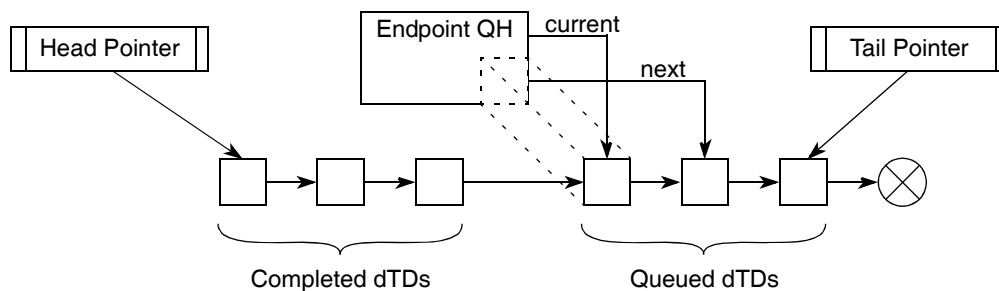 Head Pointer
Endpoint QH
current
next
Tail Pointer
Completed dTDs
Queued dTDs